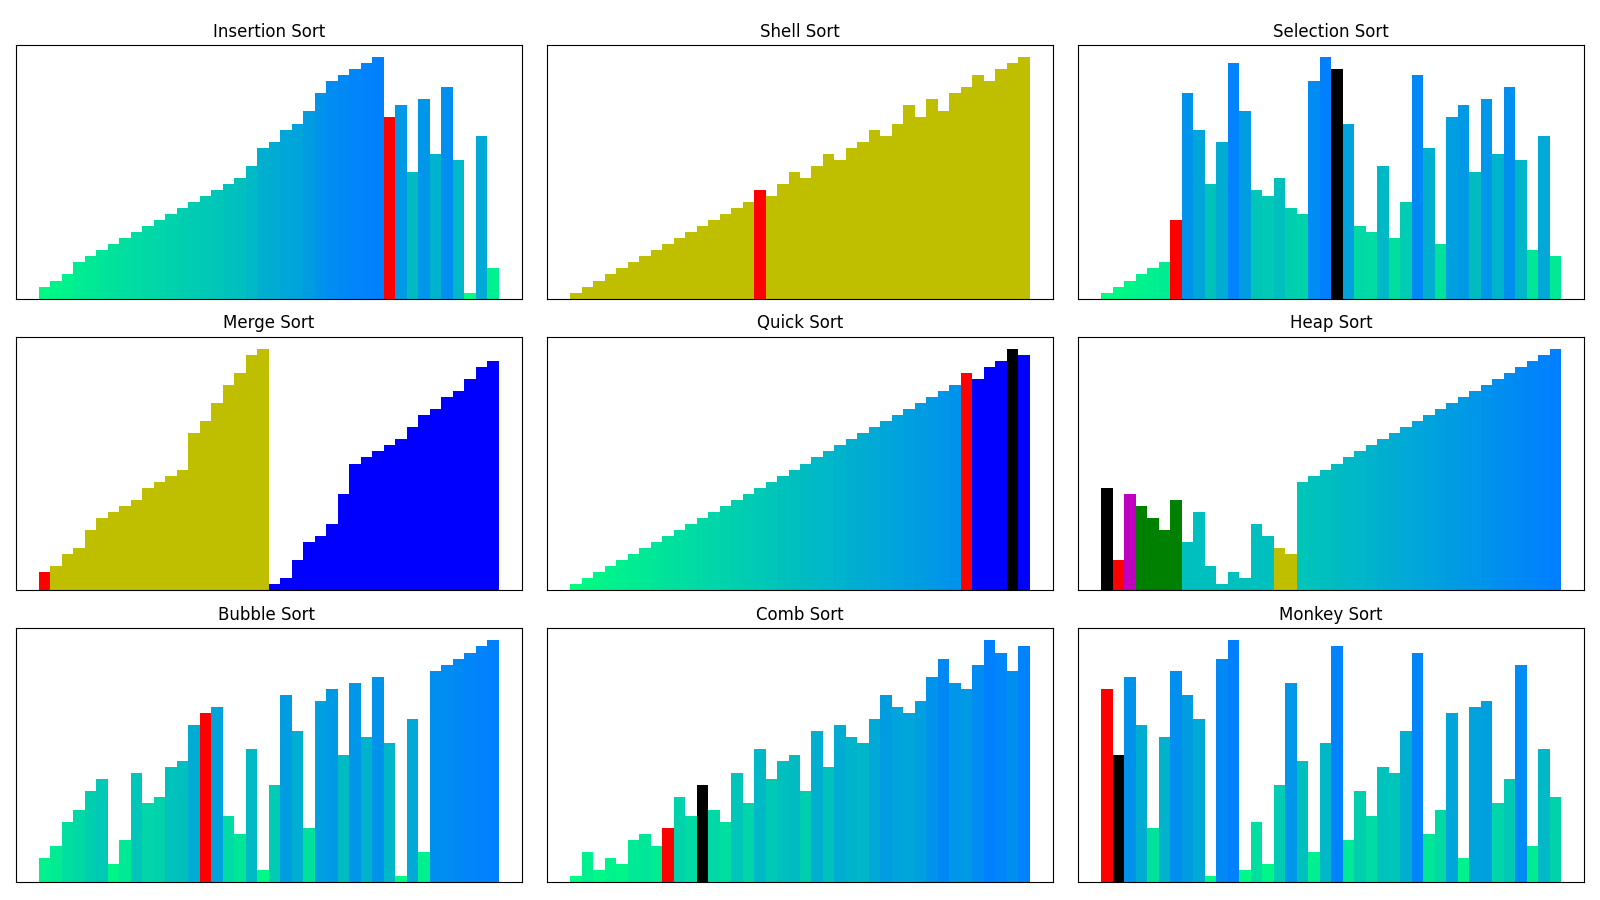 Insertion Sort
Shell Sort
Selection Sort
Merge Sort
Quick Sort
Heap Sort
Bubble Sort
Comb Sort
Monkey Sort